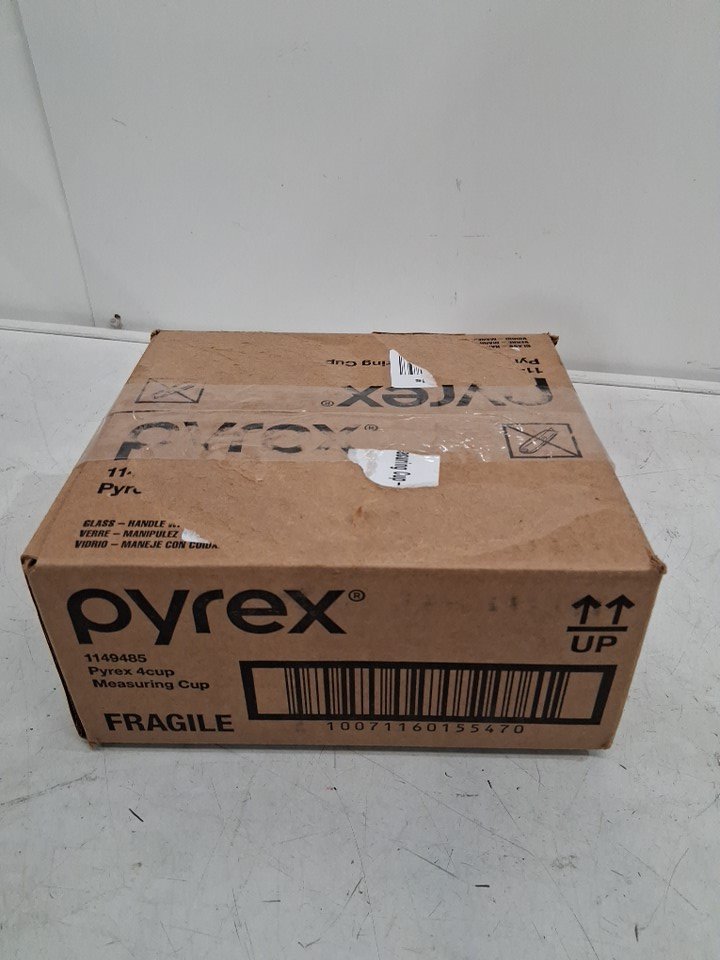 pyrex®
pyrex®
GLASS – HANDLE
VERRE – MANIPULEZ
VIDRIO – MANEJE CON
pyrex®
UP
1149485
Pyrex 4cup
Measuring Cup
FRAGILE
10071160155470